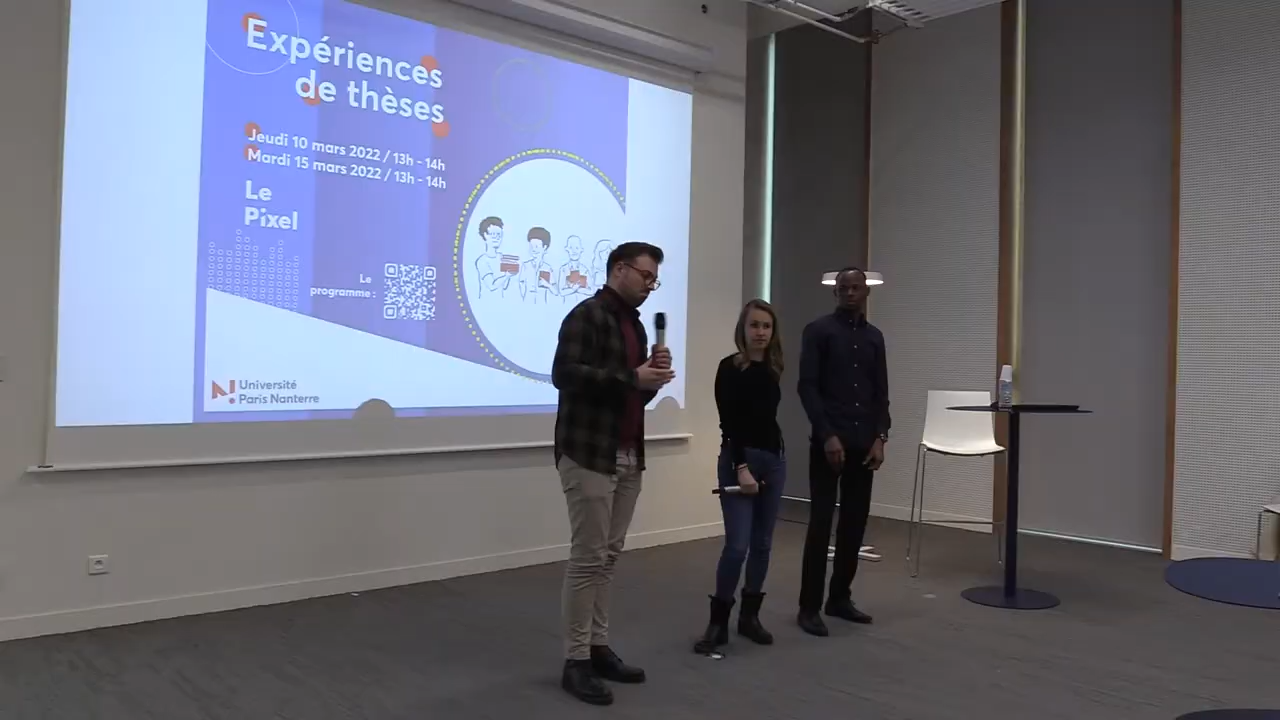 Expériences
de thèses
Jeudi 10 mars 2022 / 13h - 14h
Mardi 15 mars 2022 / 13h - 14h
Le
Pixel
Le
programme :
Université
Paris Nanterre